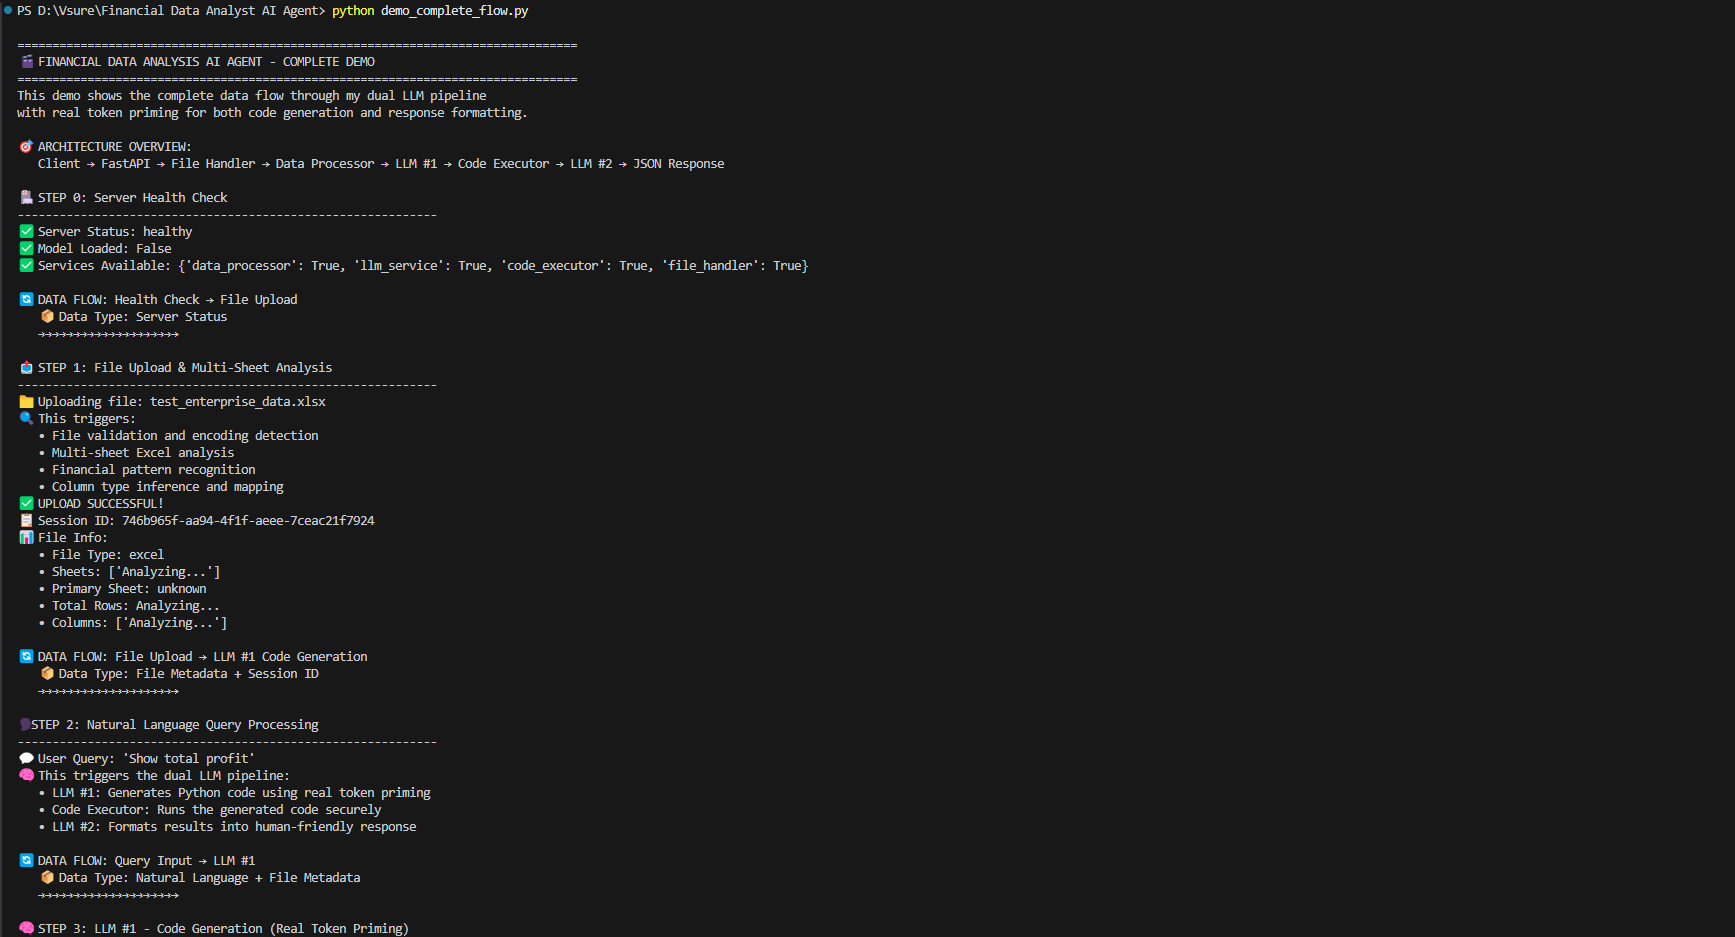 PS D:\Vsure\Financial Data Analyst AI Agent> python demo_complete_flow.py
================================================================================
🎬 FINANCIAL DATA ANALYSIS AI AGENT - COMPLETE DEMO
================================================================================
This demo shows the complete data flow through my dual LLM pipeline
with real token priming for both code generation and response formatting.
🎯 ARCHITECTURE OVERVIEW:
Client → FastAPI → File Handler → Data Processor → LLM #1 → Code Executor → LLM #2 → JSON Response
STEP 0: Server Health Check
------------------------------------------------------------
✅ Server Status: healthy
✅ Model Loaded: False
✅ Services Available: {'data_processor': True, 'llm_service': True, 'code_executor': True, 'file_handler': True}
🔄 DATA FLOW: Health Check → File Upload
📦 Data Type: Server Status
→→→→→→→→→→→→→→→→→→→→
📤 STEP 1: File Upload & Multi-Sheet Analysis
------------------------------------------------------------
📁 Uploading file: test_enterprise_data.xlsx
🔍 This triggers:
• File validation and encoding detection
• Multi-sheet Excel analysis
• Financial pattern recognition
• Column type inference and mapping
✅ UPLOAD SUCCESSFUL!
📋 Session ID: 746b965f-aa94-4f1f-aeee-7ceac21f7924
📊 File Info:
• File Type: excel
• Sheets: ['Analyzing...']
• Primary Sheet: unknown
• Total Rows: Analyzing...
• Columns: ['Analyzing...']
🔄 DATA FLOW: File Upload → LLM #1 Code Generation
📦 Data Type: File Metadata + Session ID
→→→→→→→→→→→→→→→→→→→→
🗣️STEP 2: Natural Language Query Processing
------------------------------------------------------------
💬 User Query: 'Show total profit'
🧠 This triggers the dual LLM pipeline:
• LLM #1: Generates Python code using real token priming
• Code Executor: Runs the generated code securely
• LLM #2: Formats results into human-friendly response
🔄 DATA FLOW: Query Input → LLM #1
📦 Data Type: Natural Language + File Metadata
→→→→→→→→→→→→→→→→→→→→
🧠 STEP 3: LLM #1 - Code Generation (Real Token Priming)